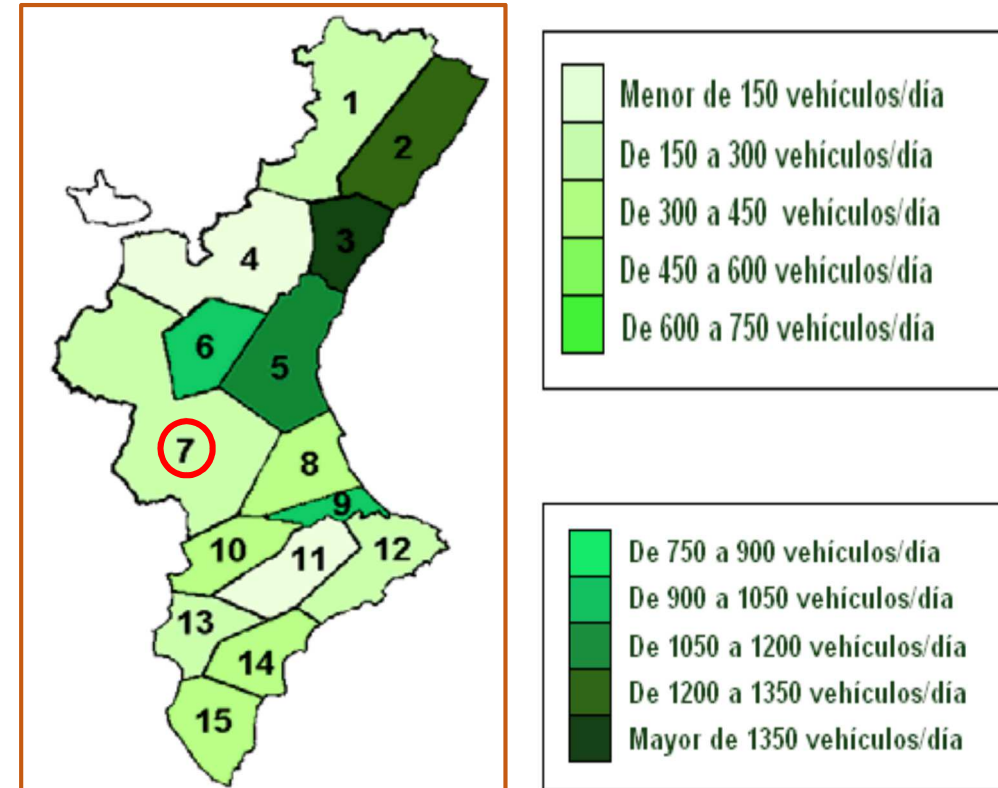 1
2
3
4
5
6
7
8
9
10
11
12
13
14
15
Menor de 150 vehículos/día
De 150 a 300 vehículos/día
De 300 a 450 vehículos/día
De 450 a 600 vehículos/día
De 600 a 750 vehículos/día
De 750 a 900 vehículos/día
De 900 a 1050 vehículos/día
De 1050 a 1200 vehículos/día
De 1200 a 1350 vehículos/día
Mayor de 1350 vehículos/día